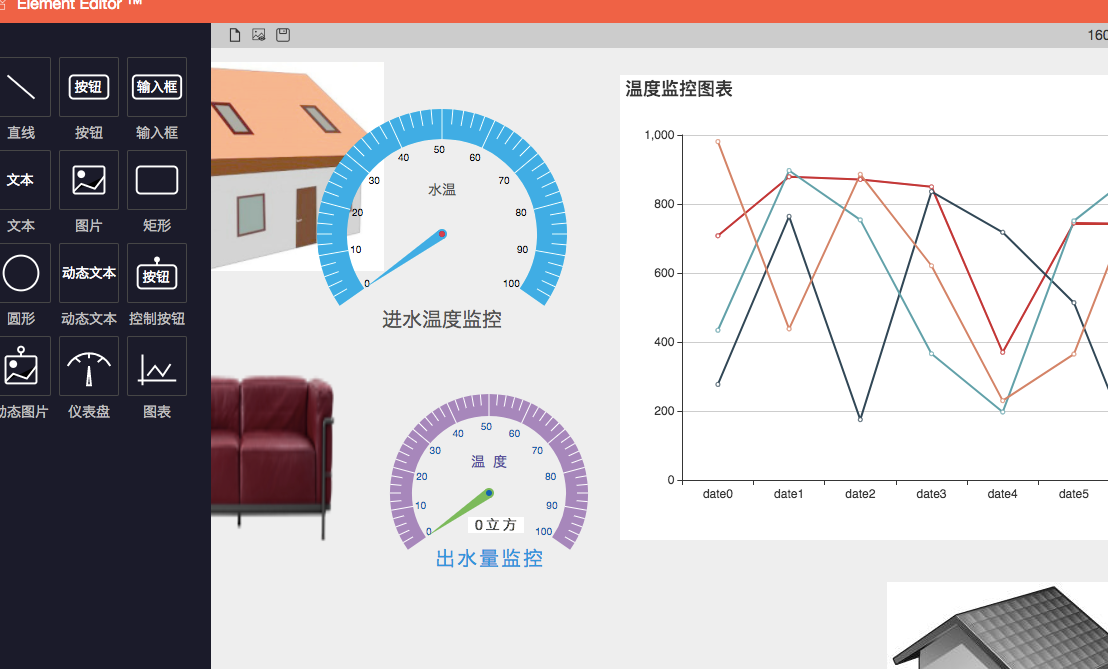 Element Editor ™
按钮
输入框
直线
按钮
输入框
文本
文本
图片
矩形
动态文本
按钮
圆形
动态文本
控制按钮
动态图片
仪表盘
图表
0
10
20
30
40
50
60
70
80
90
100
水温
进水温度监控
0
10
20
30
40
50
60
70
80
90
100
温 度
0立方
出水量监控
160
温度监控图表
1,000
800
600
400
200
0
date0
date1
date2
date3
date4
date5